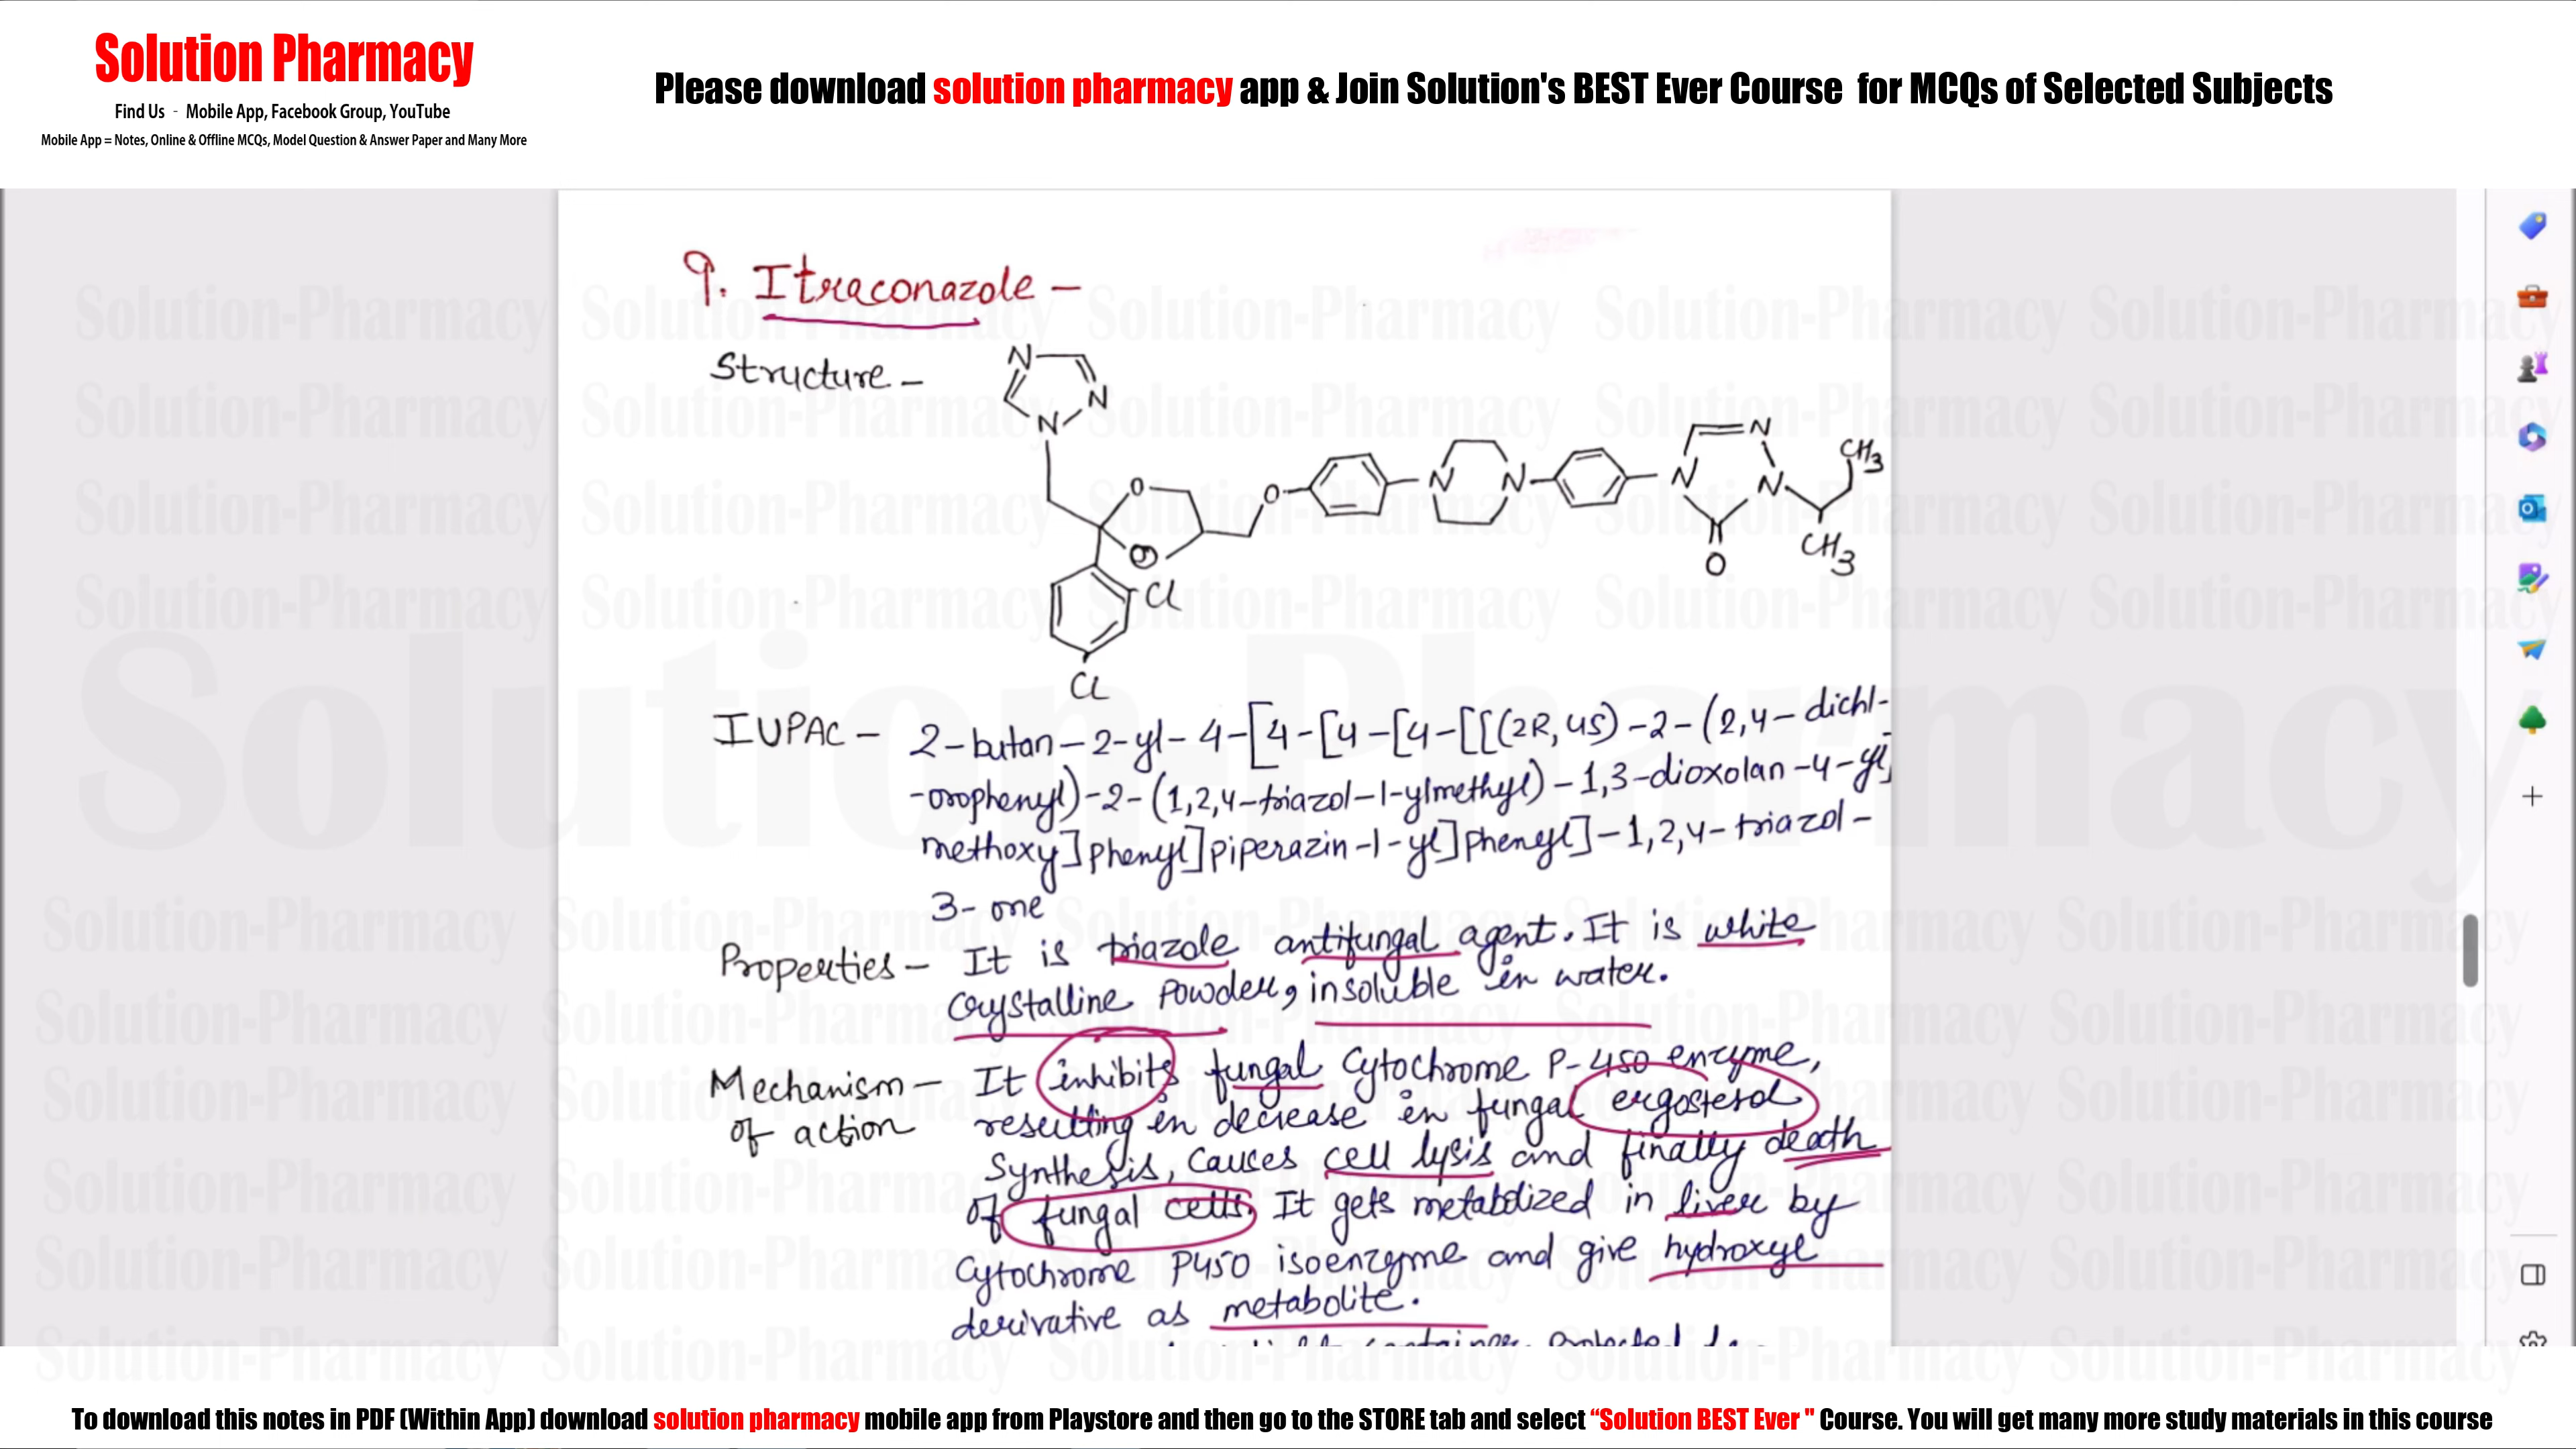 Solution Pharmacy
Find Us - Mobile App, Facebook Group, YouTube
Mobile App = Notes, Online & Offline MCQs, Model Question & Answer Paper and Many More
Please download solution pharmacy app & Join Solution's BEST Ever Course for MCQs of Selected Subjects
9. Itraconazole –
Structure –
N
N
N
O
O
Cl
Cl
O
N
N
N
N
N
O
CH3
CH3
IUPAC – 2-butan-2-yl-4-[4-[4-[4-[[(2R,4S)-2-(2,4-dichl-
-orophenyl)-2-(1,2,4-triazol-1-ylmethyl)-1,3-dioxolan-4-yl]
methoxy]phenyl]piperazin-1-yl]phenyl]-1,2,4-triazol-
3-one
Properties – It is triazole antifungal agent. It is white
crystalline powder, insoluble in water.
Mechanism – It inhibits fungal Cytochrome P-450 enzyme,
of action resulting in decrease in fungal ergosterol
Synthesis, causes cell lysis and finally death
of fungal cells. It gets metabolized in liver by
Cytochrome P450 isoenzyme and give hydroxyl
derivative as metabolite.
Solution-Pharmacy
To download this notes in PDF (Within App) download solution pharmacy mobile app from Playstore and then go to the STORE tab and select “Solution BEST Ever " Course. You will get many more study materials in this course